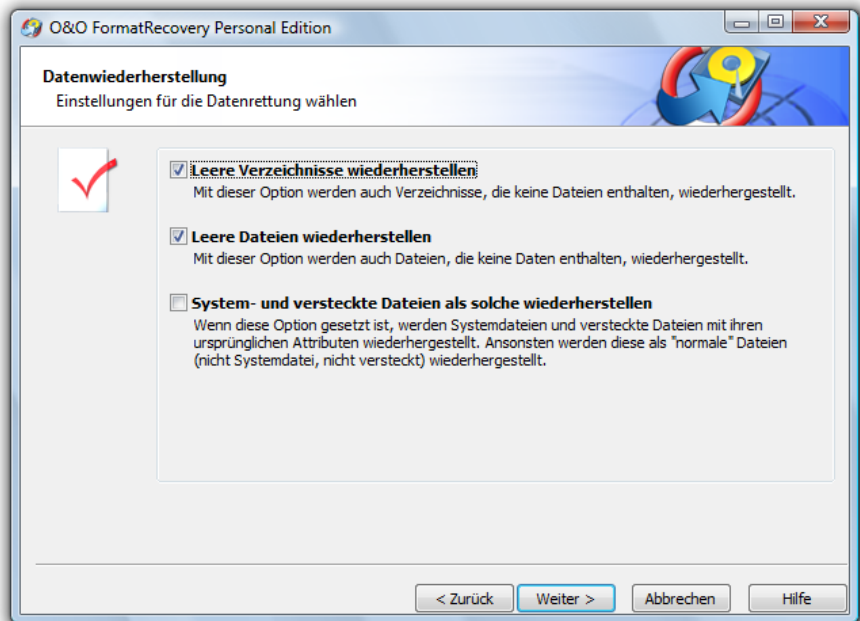 O&O FormatRecovery Personal Edition
Datenwiederherstellung
Einstellungen für die Datenrettung wählen
Leere Verzeichnisse wiederherstellen
Mit dieser Option werden auch Verzeichnisse, die keine Dateien enthalten, wiederhergestellt.
Leere Dateien wiederherstellen
Mit dieser Option werden auch Dateien, die keine Daten enthalten, wiederhergestellt.
System- und versteckte Dateien als solche wiederherstellen
Wenn diese Option gesetzt ist, werden Systemdateien und versteckte Dateien mit ihren
ursprünglichen Attributen wiederhergestellt. Ansonsten werden diese als "normale" Dateien
(nicht Systemdatei, nicht versteckt) wiederhergestellt.
< Zurück Weiter > Abbrechen Hilfe